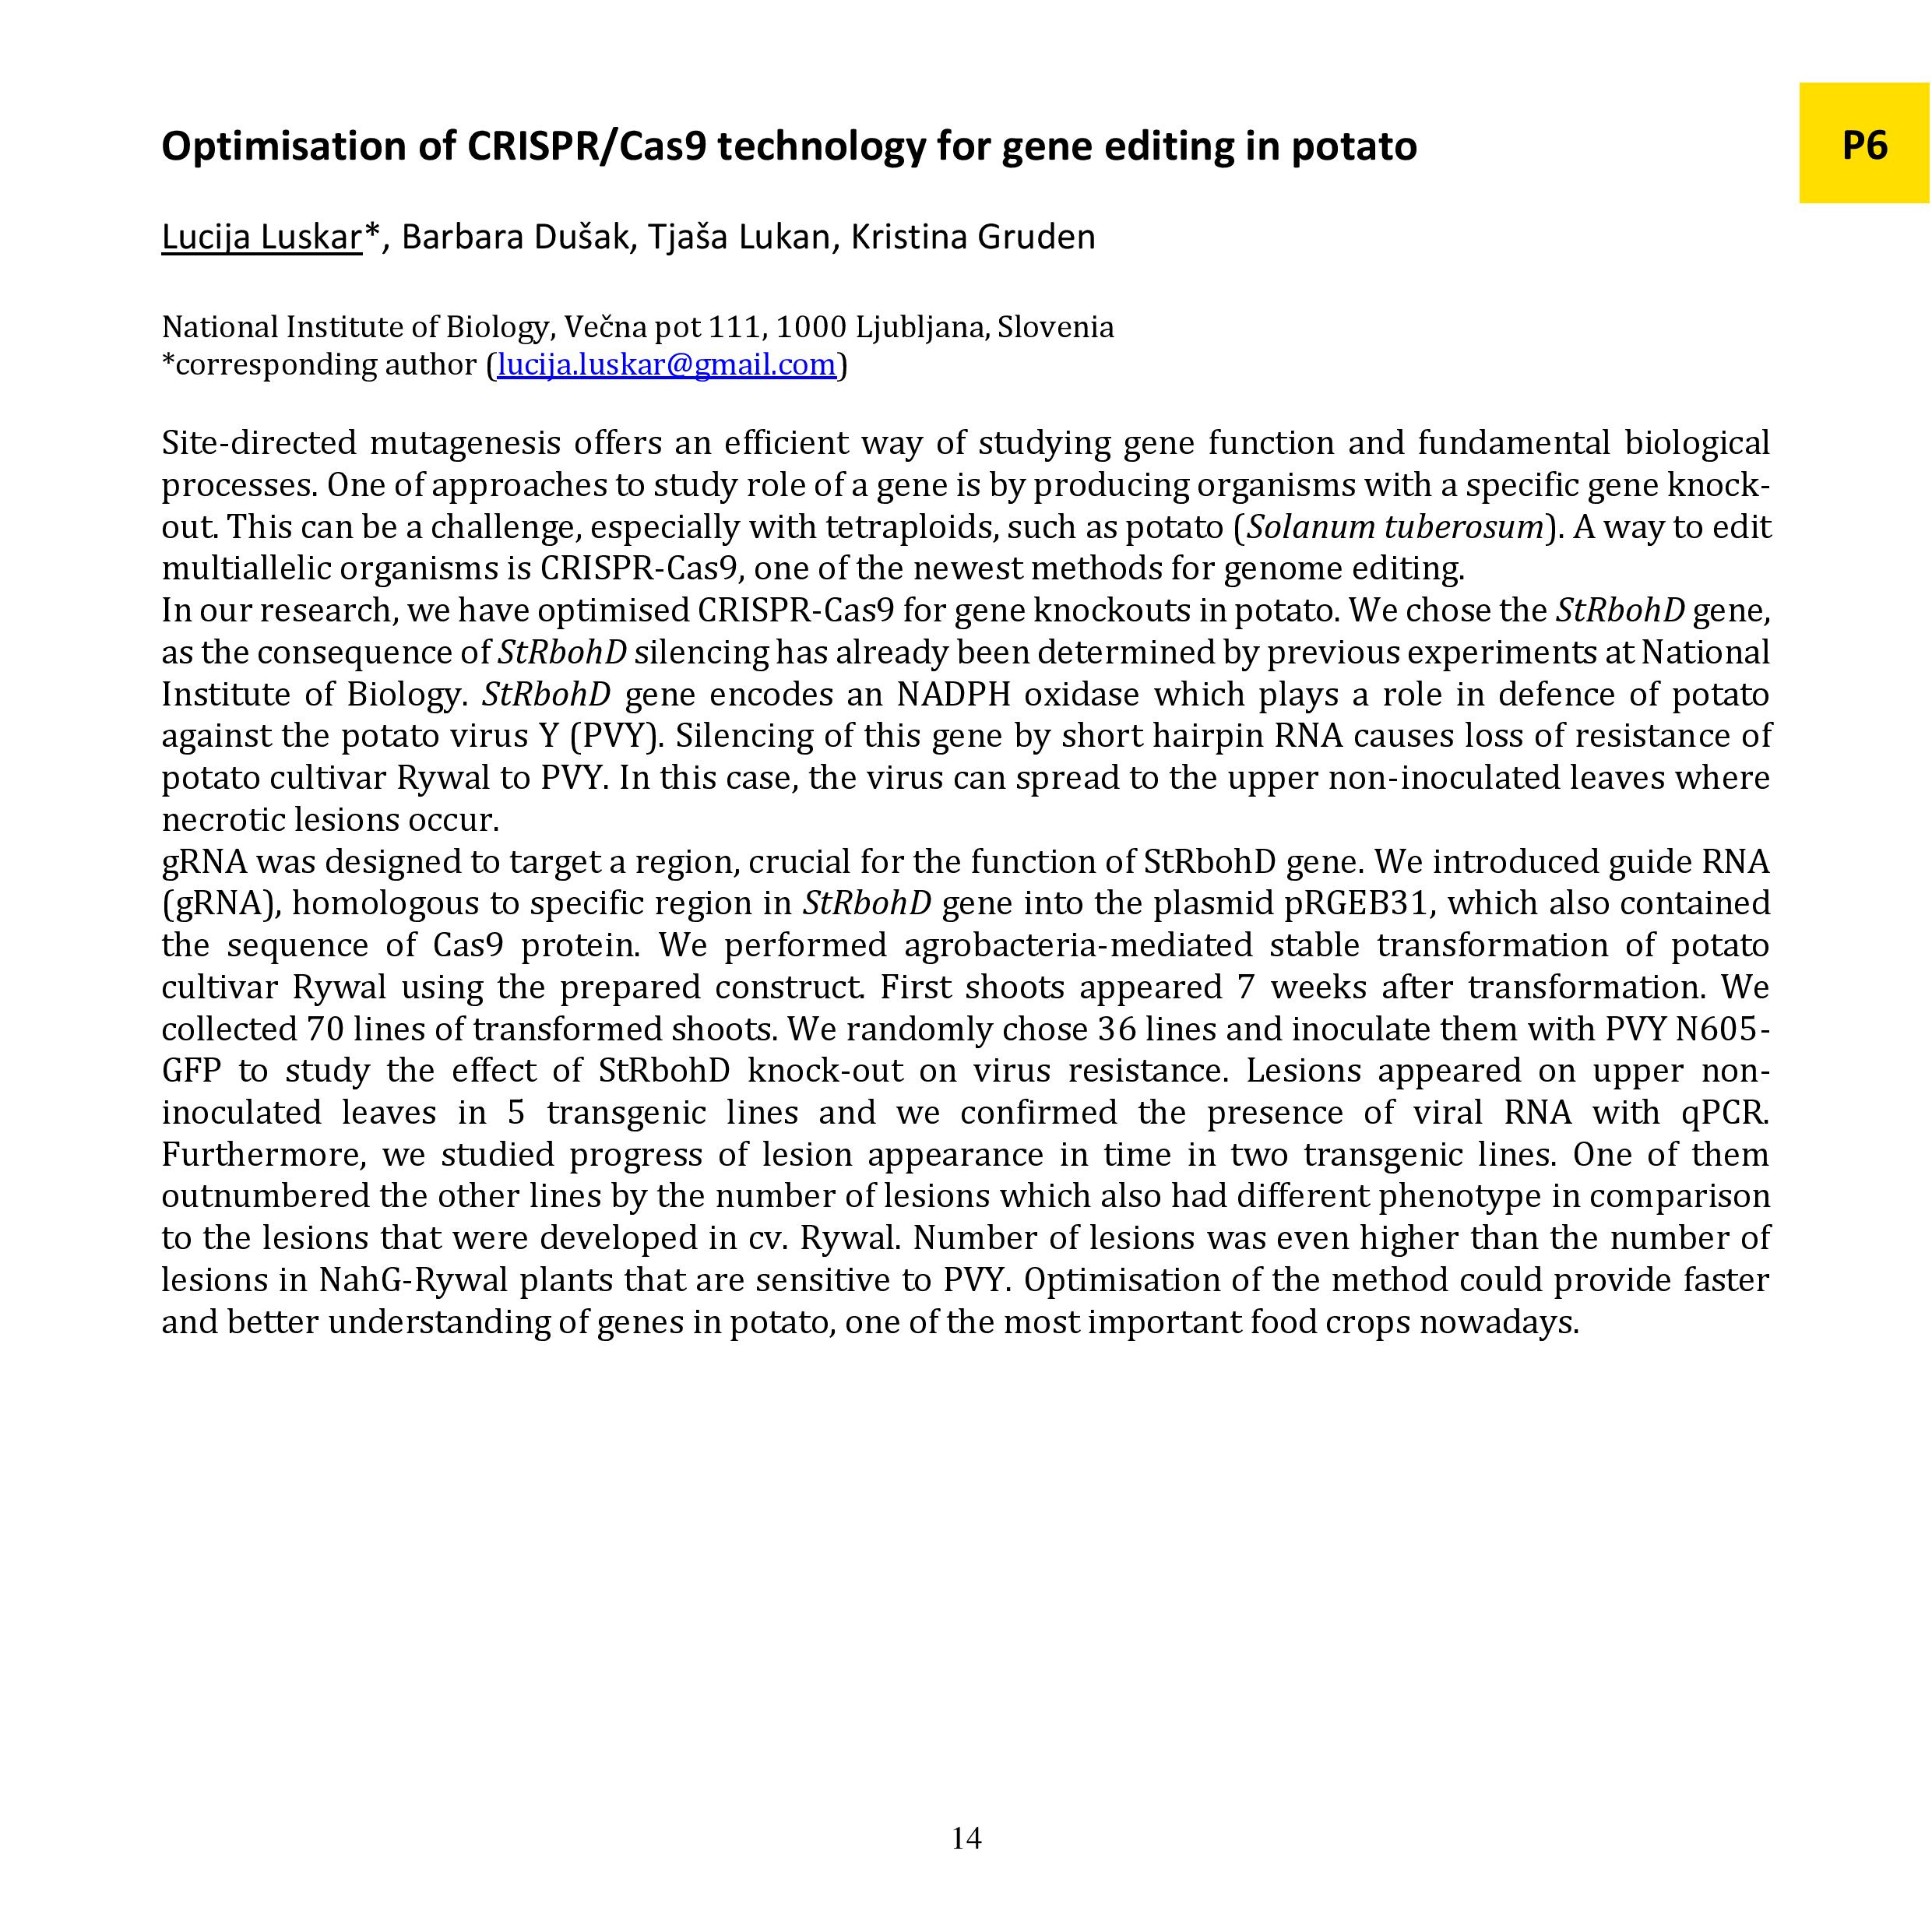 Optimisation of CRISPR/Cas9 technology for gene editing in potato
P6
Lucija Luskar*, Barbara Dušak, Tjaša Lukan, Kristina Gruden
National Institute of Biology, Večna pot 111, 1000 Ljubljana, Slovenia
*corresponding author (lucija.luskar@gmail.com)
Site-directed mutagenesis offers an efficient way of studying gene function and fundamental biological
processes. One of approaches to study role of a gene is by producing organisms with a specific gene knock-
out. This can be a challenge, especially with tetraploids, such as potato (Solanum tuberosum). A way to edit
multiallelic organisms is CRISPR-Cas9, one of the newest methods for genome editing.
In our research, we have optimised CRISPR-Cas9 for gene knockouts in potato. We chose the StRbohD gene,
as the consequence of StRbohD silencing has already been determined by previous experiments at National
Institute of Biology. StRbohD gene encodes an NADPH oxidase which plays a role in defence of potato
against the potato virus Y (PVY). Silencing of this gene by short hairpin RNA causes loss of resistance of
potato cultivar Rywal to PVY. In this case, the virus can spread to the upper non-inoculated leaves where
necrotic lesions occur.
gRNA was designed to target a region, crucial for the function of StRbohD gene. We introduced guide RNA
(gRNA), homologous to specific region in StRbohD gene into the plasmid pRGEB31, which also contained
the sequence of Cas9 protein. We performed agrobacteria-mediated stable transformation of potato
cultivar Rywal using the prepared construct. First shoots appeared 7 weeks after transformation. We
collected 70 lines of transformed shoots. We randomly chose 36 lines and inoculate them with PVY N605-
GFP to study the effect of StRbohD knock-out on virus resistance. Lesions appeared on upper non-
inoculated leaves in 5 transgenic lines and we confirmed the presence of viral RNA with qPCR.
Furthermore, we studied progress of lesion appearance in time in two transgenic lines. One of them
outnumbered the other lines by the number of lesions which also had different phenotype in comparison
to the lesions that were developed in cv. Rywal. Number of lesions was even higher than the number of
lesions in NahG-Rywal plants that are sensitive to PVY. Optimisation of the method could provide faster
and better understanding of genes in potato, one of the most important food crops nowadays.
14